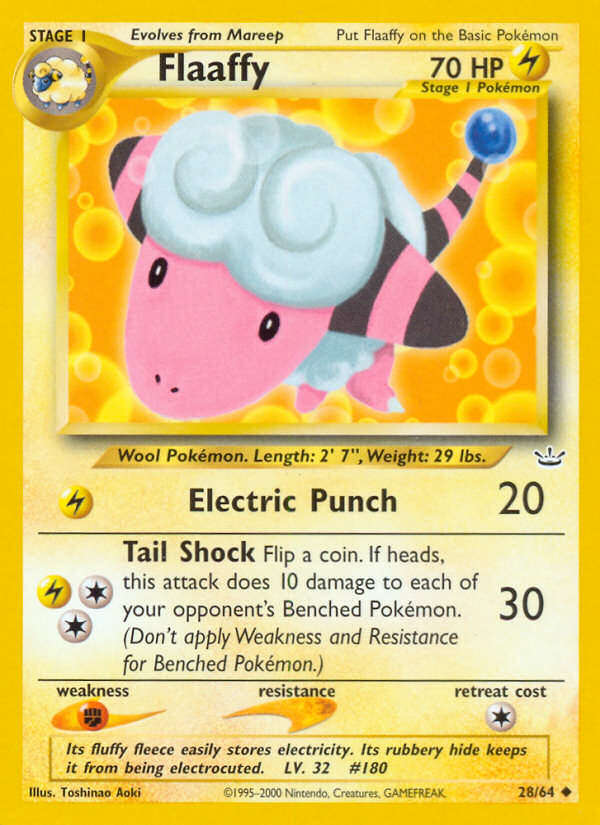 STAGE 1 Evolves from Mareep Put Flaaffy on the Basic Pokémon
Flaaffy 70 HP
Stage 1 Pokémon
Wool Pokémon. Length: 2' 7", Weight: 29 lbs.
Electric Punch 20
Tail Shock Flip a coin. If heads,
this attack does 10 damage to each of
your opponent's Benched Pokémon.
(Don't apply Weakness and Resistance
for Benched Pokémon.)
30
weakness resistance retreat cost
Its fluffy fleece easily stores electricity. Its rubbery hide keeps
it from being electrocuted. LV. 32 #180
Illus. Toshinao Aoki ©1995-2000 Nintendo, Creatures, GAMEFREAK. 28/64